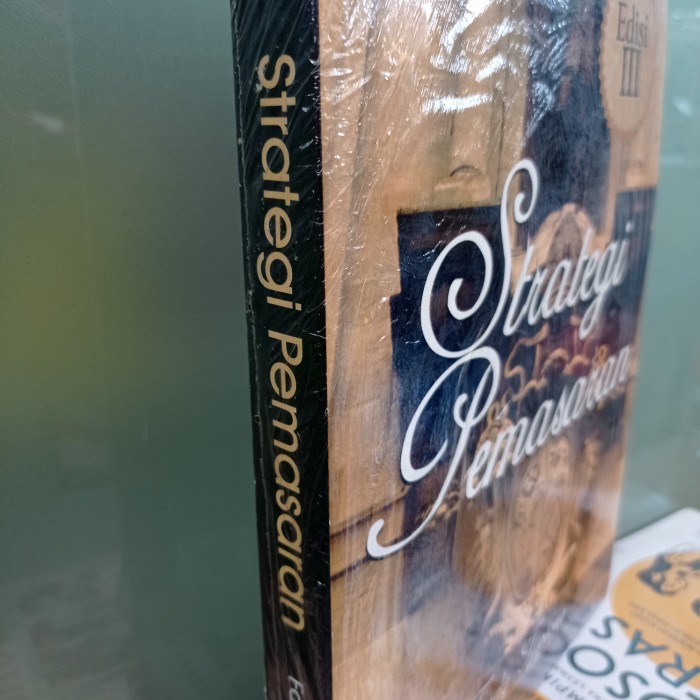 Strategi Pemasaran
Edisi
III
Strategi
Pemasaran